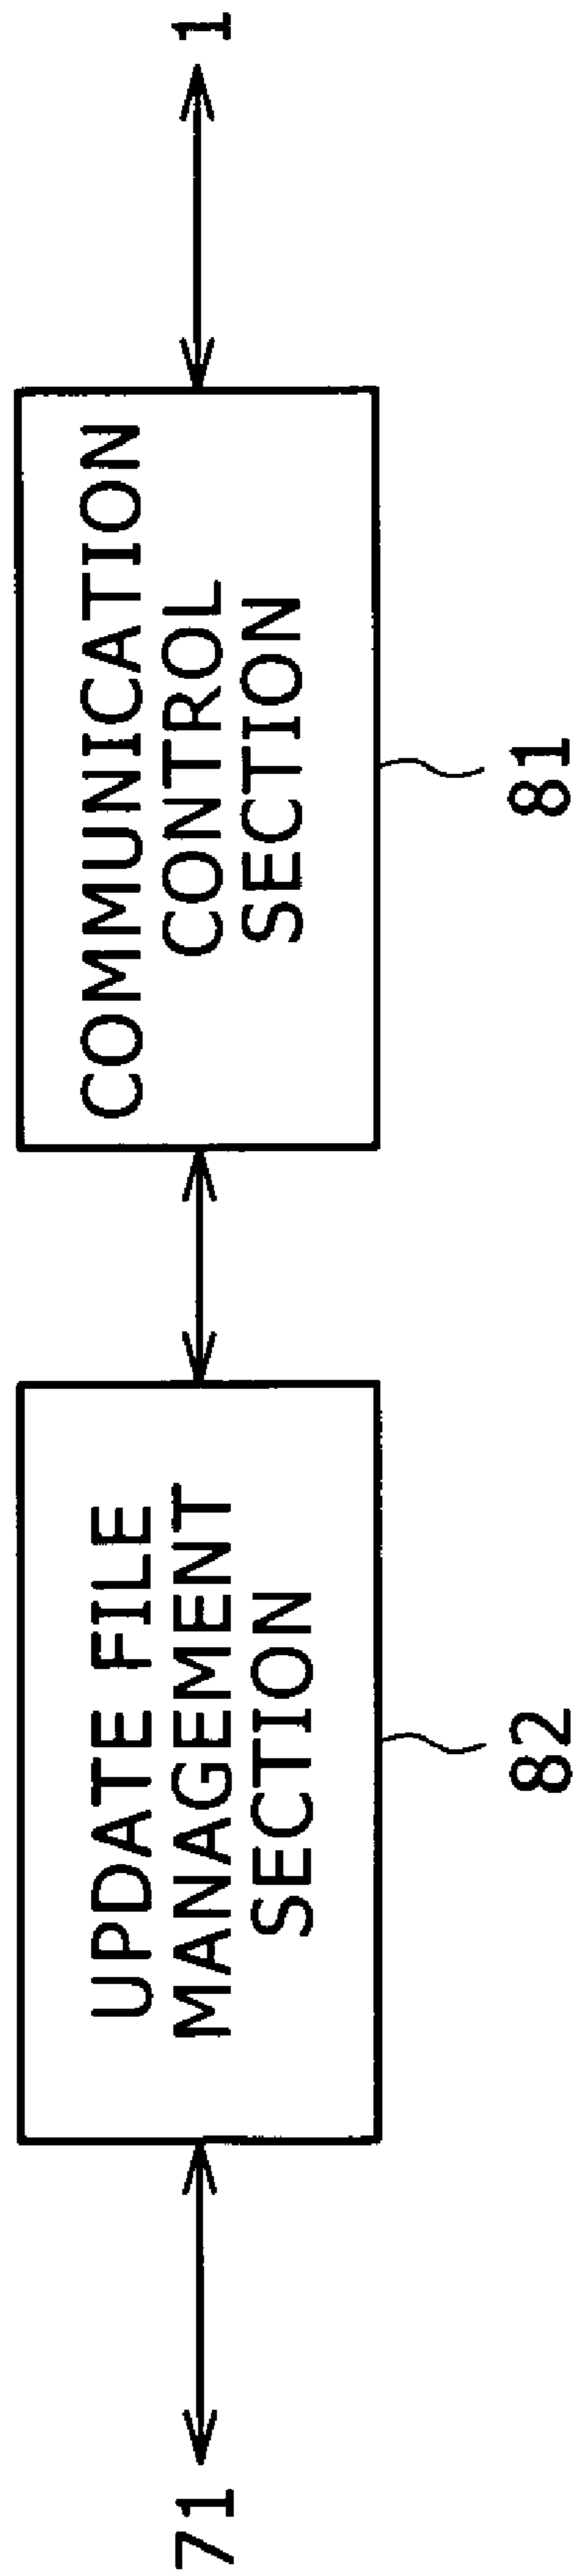 71
UPDATE FILE
MANAGEMENT
SECTION
82
COMMUNICATION
CONTROL
SECTION
81
1